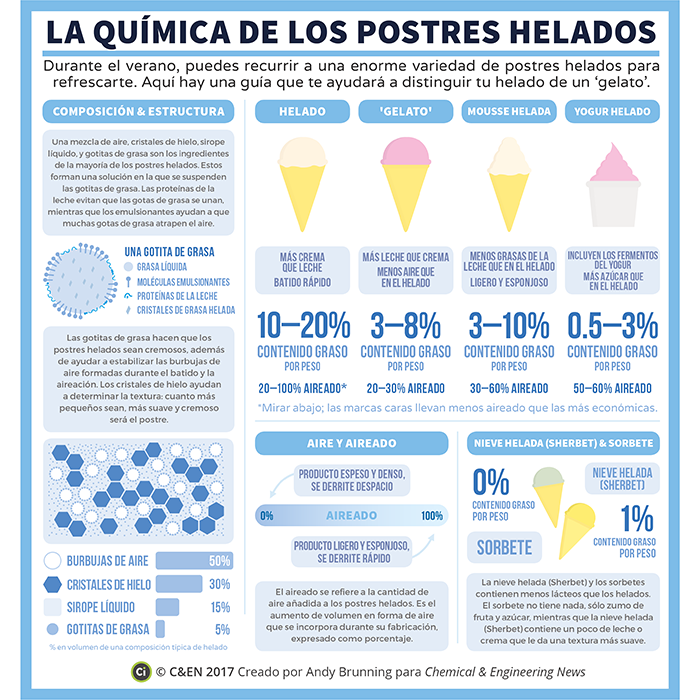 LA QUÍMICA DE LOS POSTRES HELADOS
Durante el verano, puedes recurrir a una enorme variedad de postres helados para
refrescarte. Aquí hay una guía que te ayudará a distinguir tu helado de un ‘gelato’.
COMPOSICIÓN & ESTRUCTURA
Una mezcla de aire, cristales de hielo, sirope
líquido, y gotitas de grasa son los ingredientes
de la mayoría de los postres helados. Estos
forman una solución en la que se suspenden
las gotitas de grasa. Las proteínas de la
leche evitan que las gotas de grasa se unan,
mientras que los emulsionantes ayudan a que
muchas gotas de grasa atrapen el aire.
UNA GOTITA DE GRASA
GRASA LÍQUIDA
MOLÉCULAS EMULSIONANTES
PROTEÍNAS DE LA LECHE
CRISTALES DE GRASA HELADA
Las gotitas de grasa hacen que los
postres helados sean cremosos, además
de ayudar a estabilizar las burbujas
de aire formadas durante el batido y la
aireación. Los cristales de hielo ayudan
a determinar la textura: cuanto más
pequeños sean, más suave y cremoso
será el postre.
BURBUJAS DE AIRE 50%
CRISTALES DE HIELO 30%
SIROPE LÍQUIDO 15%
GOTITAS DE GRASA 5%
% en volumen de una composición típica de helado
HELADO
MÁS CREMA
QUE LECHE
BATIDO RÁPIDO
10–20%
CONTENIDO GRASO
POR PESO
20–100% AIREADO*
'GELATO'
MÁS LECHE QUE CREMA
MENOS AIRE QUE
EN EL HELADO
3–8%
CONTENIDO GRASO
POR PESO
20–30% AIREADO
MOUSSE HELADA
MENOS GRASAS DE LA
LECHE QUE EN EL HELADO
LIGERO Y ESPONJOSO
3–10%
CONTENIDO GRASO
POR PESO
30–60% AIREADO
YOGUR HELADO
INCLUYEN LOS FERMENTOS
DEL YOGUR
MÁS AZÚCAR QUE
EN EL HELADO
0.5–3%
CONTENIDO GRASO
POR PESO
50–60% AIREADO
*Mirar abajo; las marcas caras llevan menos aireado que las más económicas.
AIRE Y AIREADO
PRODUCTO ESPESO Y DENSO,
SE DERRITE DESPACIO
0% AIREADO 100%
PRODUCTO LIGERO Y ESPONJOSO,
SE DERRITE RÁPIDO
El aireado se refiere a la cantidad de
aire añadida a los postres helados. Es el
aumento de volumen en forma de aire
que se incorpora durante su fabricación,
expresado como porcentaje.
NIEVE HELADA (SHERBET) & SORBETE
0%
CONTENIDO GRASO
POR PESO
SORBETE
NIEVE HELADA
(SHERBET)
1%
CONTENIDO GRASO
POR PESO
La nieve helada (Sherbet) y los sorbetes
contienen menos lácteos que los helados.
El sorbete no tiene nada, sólo zumo de
fruta y azúcar, mientras que la nieve helada
(Sherbet) contiene un poco de leche o
crema que le da una textura más suave.
Ci © C&EN 2017 Creado por Andy Brunning para Chemical & Engineering News